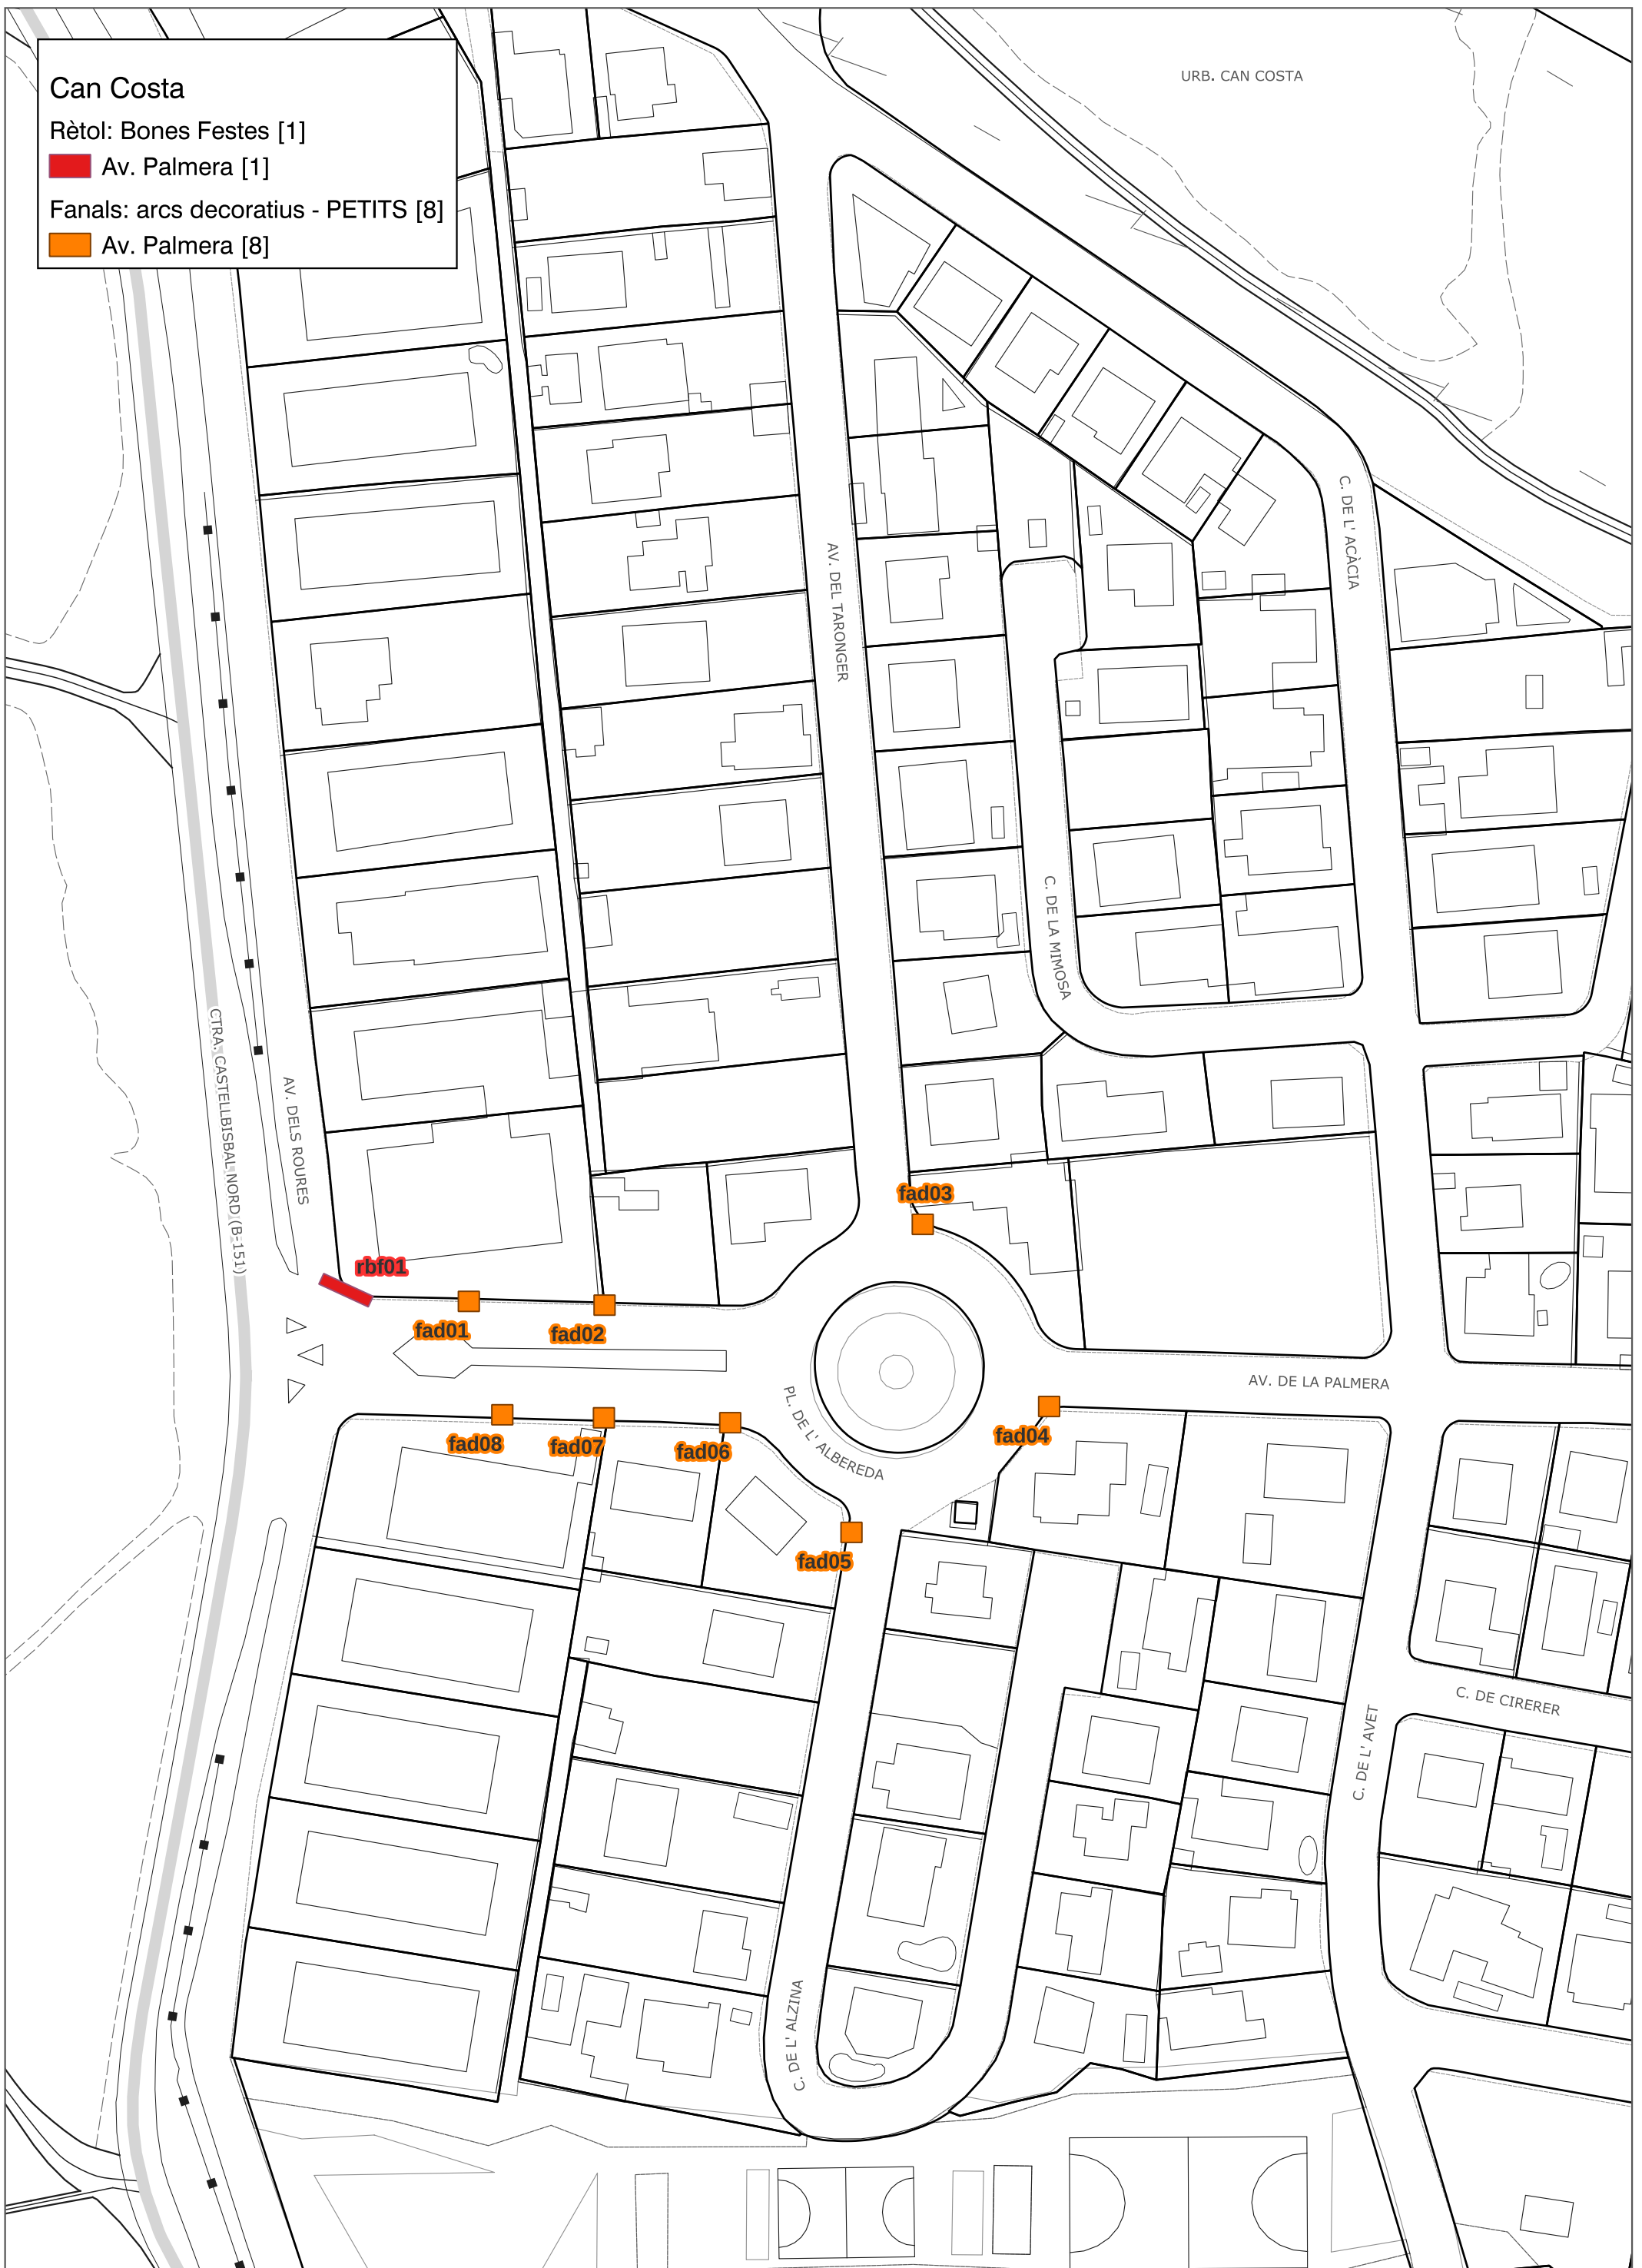 Can Costa
Rètol: Bones Festes [1]
Av. Palmera [1]
Fanals: arcs decoratius - PETITS [8]
Av. Palmera [8]
URB. CAN COSTA
C. DE L' ACÀCIA
AV. DEL TARONGER
C. DE LA MIMOSA
CTRA. CASTELLBISBAL NORD (B-151)
AV. DELS ROURES
fad03
rbf01
fad01
fad02
AV. DE LA PALMERA
PL. DE L' ALBEREDA
fad04
fad08
fad07
fad06
fad05
C. DE CIRERER
C. DE L' AVET
C. DE L' ALZINA